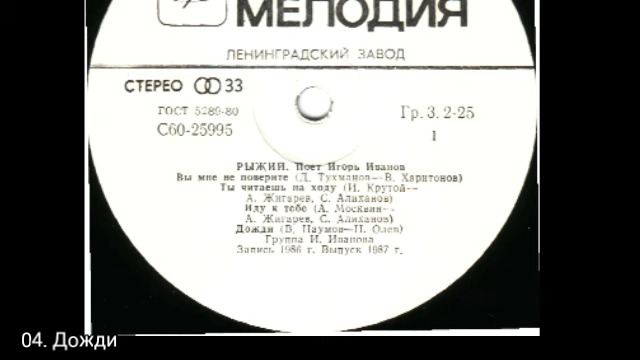 МЕЛОДИЯ
ЛЕНИНГРАДСКИЙ ЗАВОД
СТЕРЕО 33
ГОСТ 5289-80
Гр. 3. 2-25
С60-25995
1
РЫЖИЙ. Поет Игорь Иванов
Вы мне не поверите (Д. Тухманов—В. Харитонов)
Ты читаешь на ходу (И. Крутой—
А. Жигарев, С. Алиханов)
Иду к тебе (А. Москвин—
А. Жигарев, С. Алиханов)
Дожди (В. Наумов—Н. Олев)
Группа И. Иванова
Запись 1986 г. Выпуск 1987 г.
04. Дожди